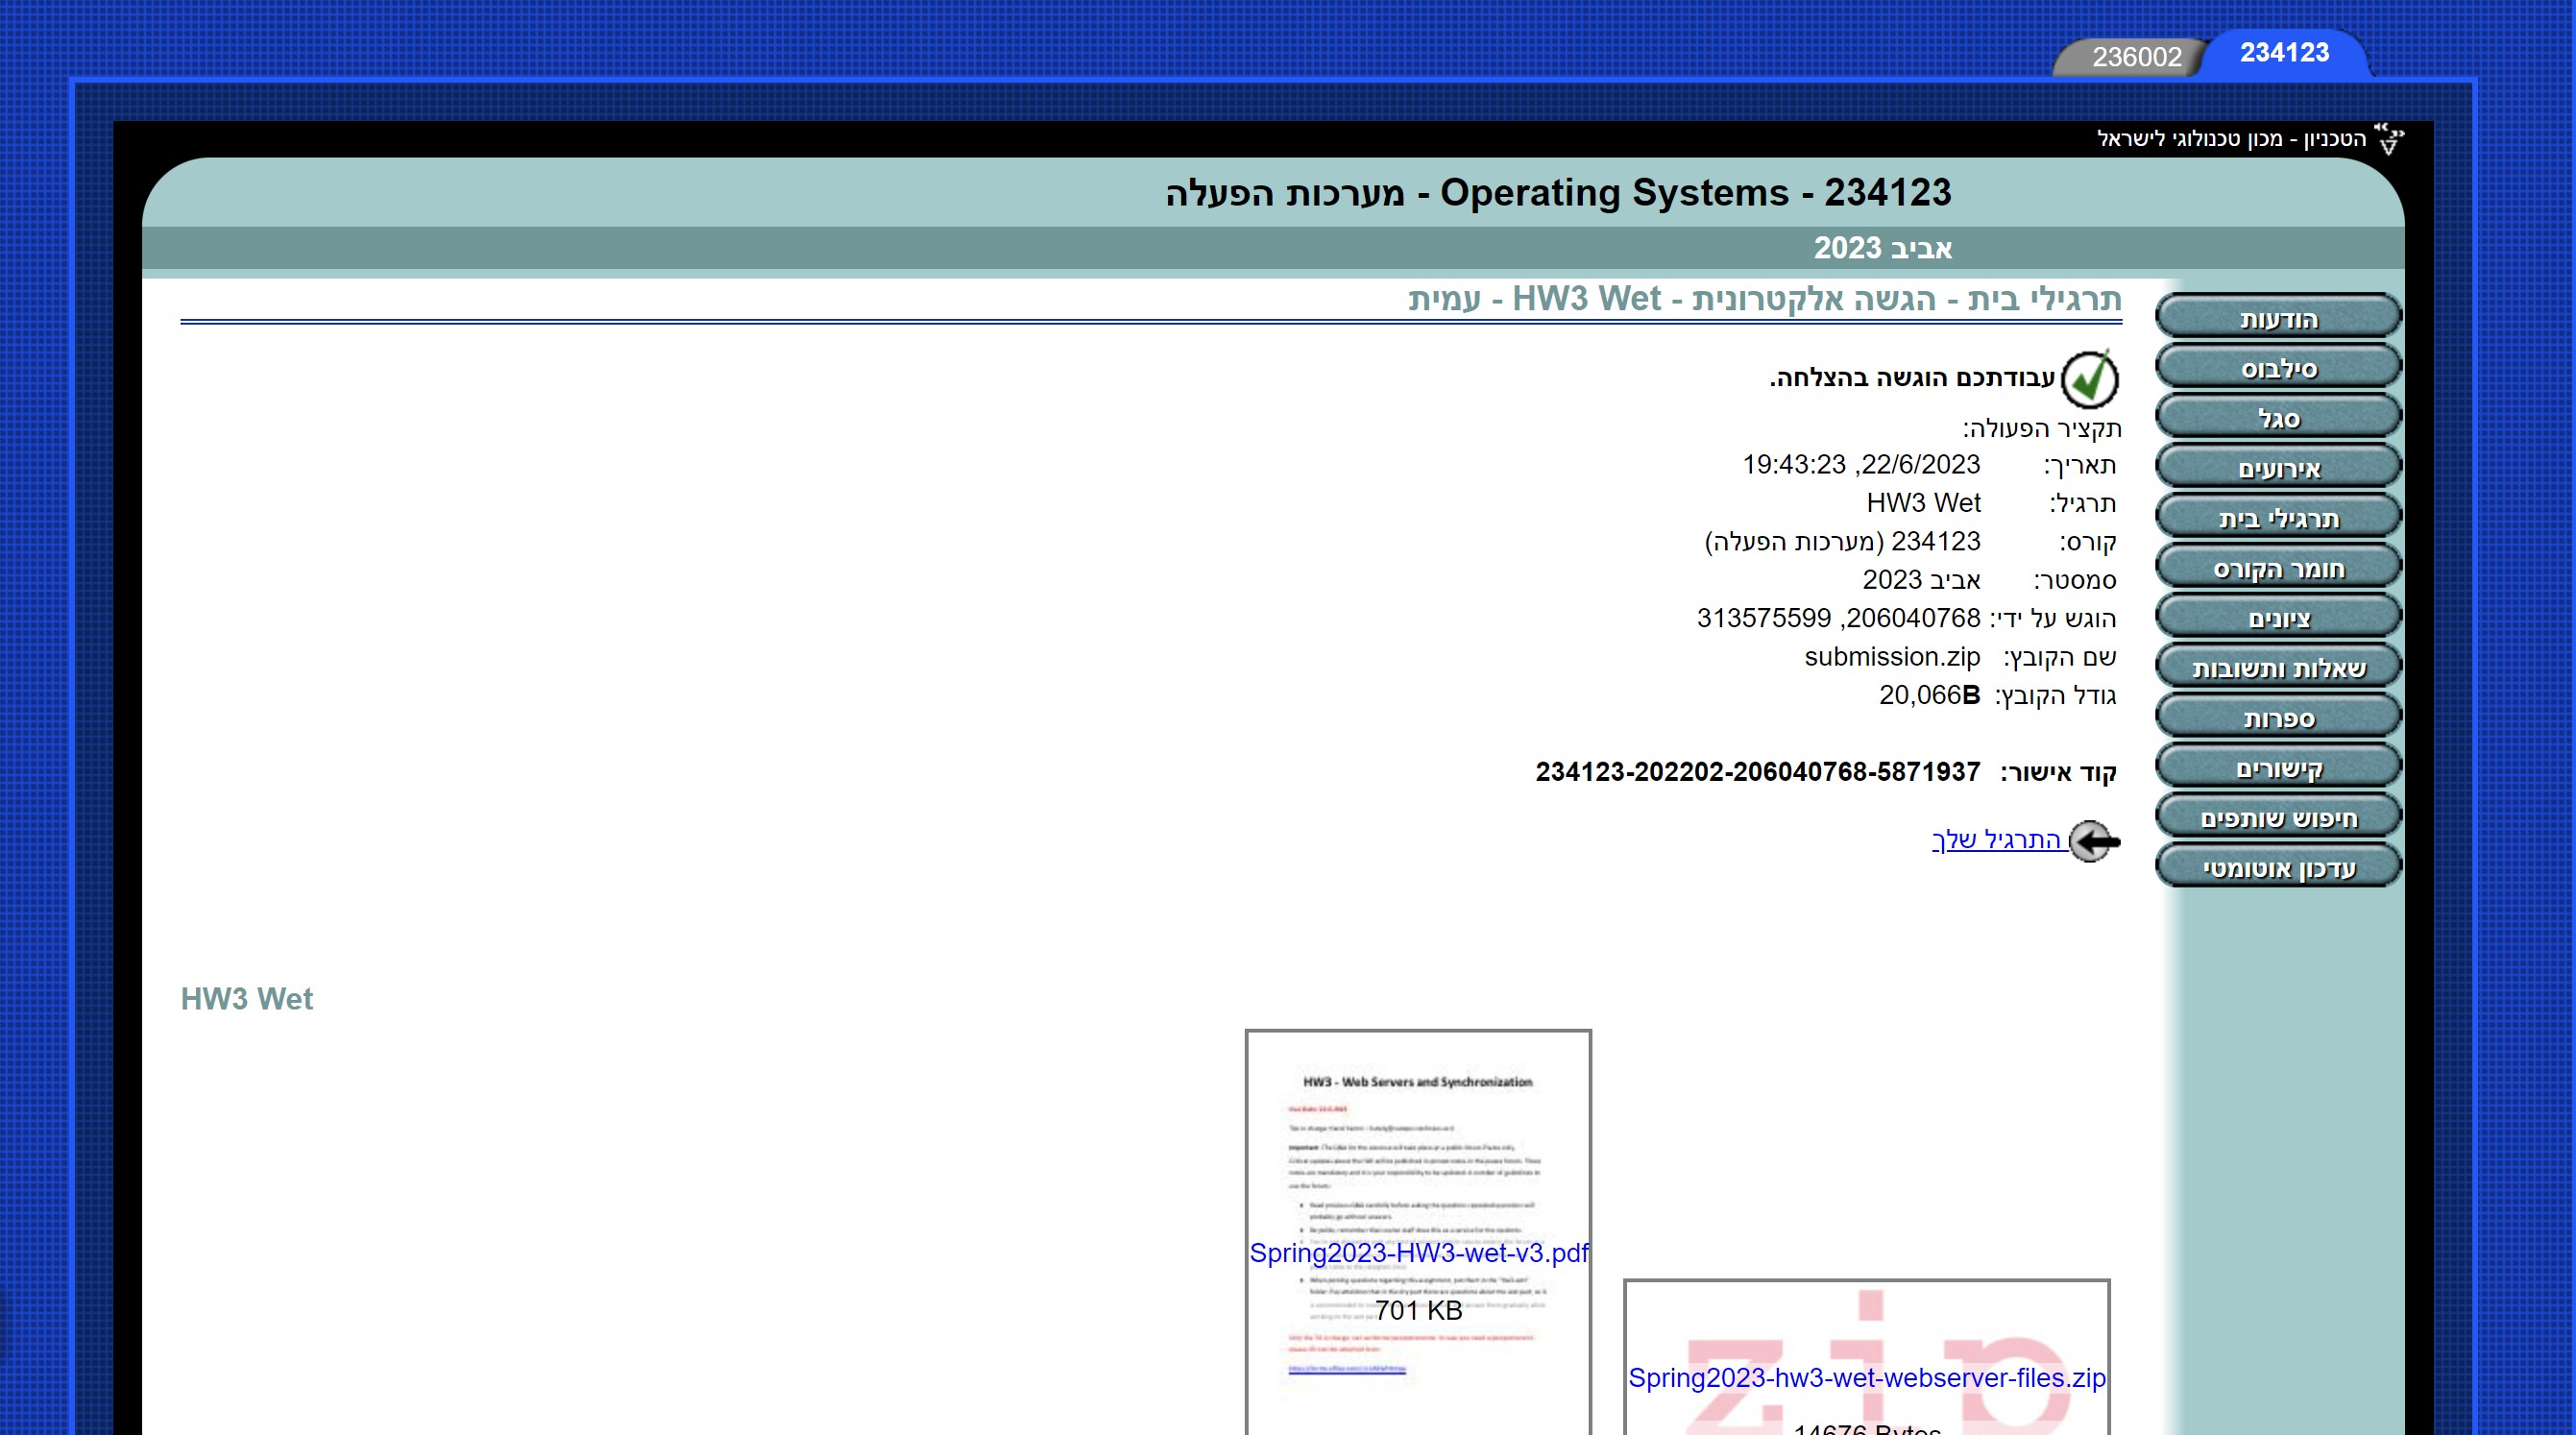 234123
236002
הטכניון - מכון טכנולוגי לישראל
234123 - Operating Systems - מערכות הפעלה
אביב 2023
הודעות
סילבוס
סגל
אירועים
תרגילי בית
חומר הקורס
ציונים
שאלות ותשובות
ספרות
קישורים
חיפוש שותפים
עדכון אוטומטי
תרגילי בית - הגשה אלקטרונית - HW3 Wet - עמית
עבודתכם הוגשה בהצלחה.
תקציר הפעולה:
תאריך: 22/6/2023, 19:43:23
תרגיל: HW3 Wet
קורס: 234123 (מערכות הפעלה)
סמסטר: אביב 2023
הוגש על ידי: 206040768, 313575599
שם הקובץ: submission.zip
גודל הקובץ: 20,066B
קוד אישור: 234123-202202-206040768-5871937
התרגיל שלך
HW3 Wet
HW3 - Web Servers and Synchronization
Spring2023-HW3-wet-v3.pdf
701 KB
zip
Spring2023-hw3-wet-webserver-files.zip
14676 Bytes